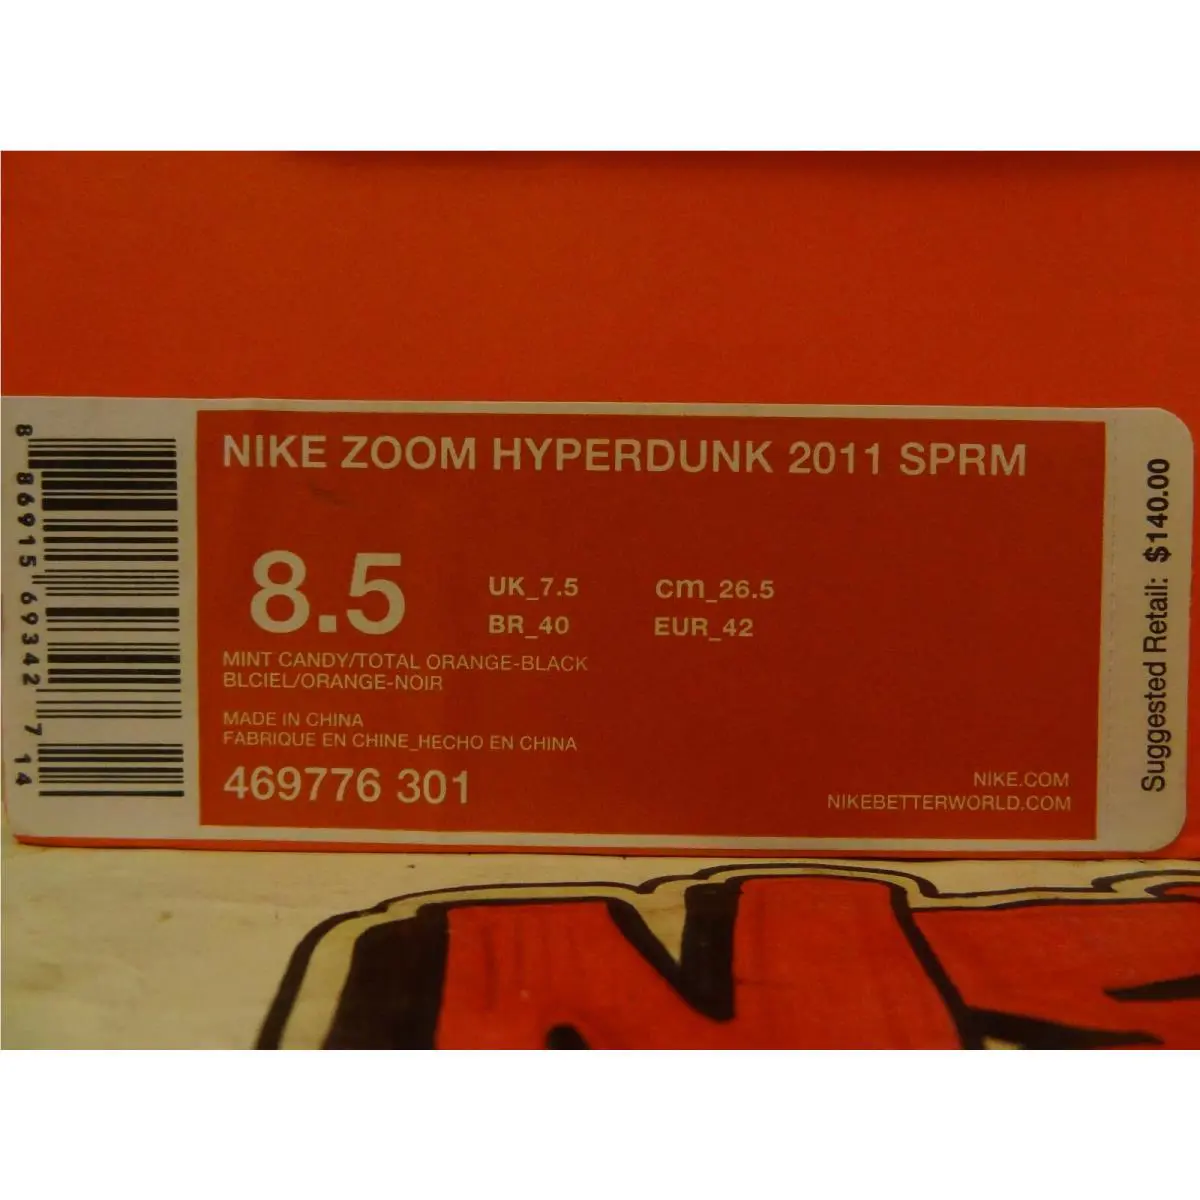 NIKE ZOOM HYPERDUNK 2011 SPRM
8.5
UK_7.5
cm_26.5
BR_40
EUR_42
MINT CANDY/TOTAL ORANGE-BLACK
BLCIEL/ORANGE-NOIR
MADE IN CHINA
FABRIQUE EN CHINE_HECHO EN CHINA
469776 301
NIKE.COM
NIKEBETTERWORLD.COM
Suggested Retail: $140.00
8 86915 69342 7 14